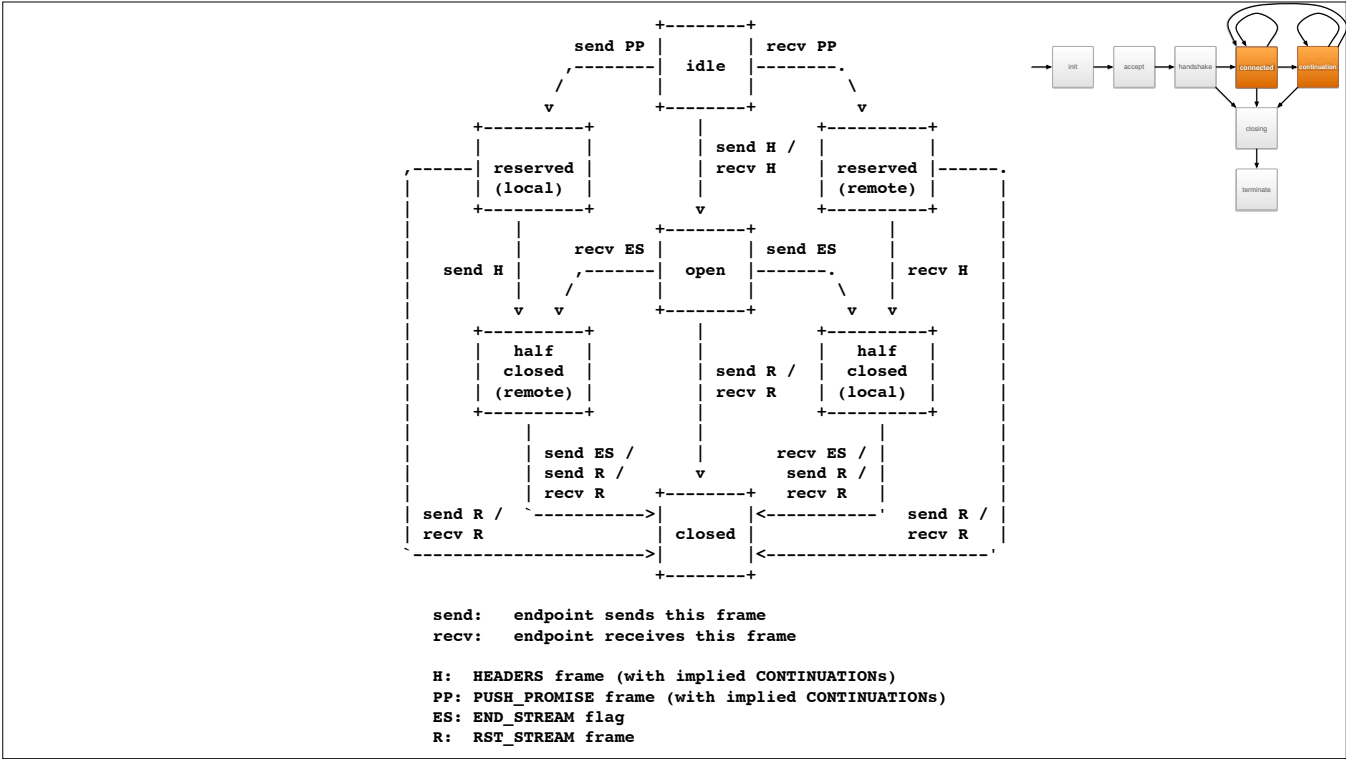 send PP
idle
recv PP
init
accept
handshake
connected
continuation
closing
terminate
reserved
(local)
send H /
recv H
reserved
(remote)
recv ES
send ES
send H
open
recv H
half
closed
(remote)
send R /
recv R
half
closed
(local)
send ES /
send R /
recv R
recv ES /
send R /
recv R
send R /
recv R
closed
send R /
recv R
send: endpoint sends this frame
recv: endpoint receives this frame
H: HEADERS frame (with implied CONTINUATIONs)
PP: PUSH_PROMISE frame (with implied CONTINUATIONs)
ES: END_STREAM flag
R: RST_STREAM frame